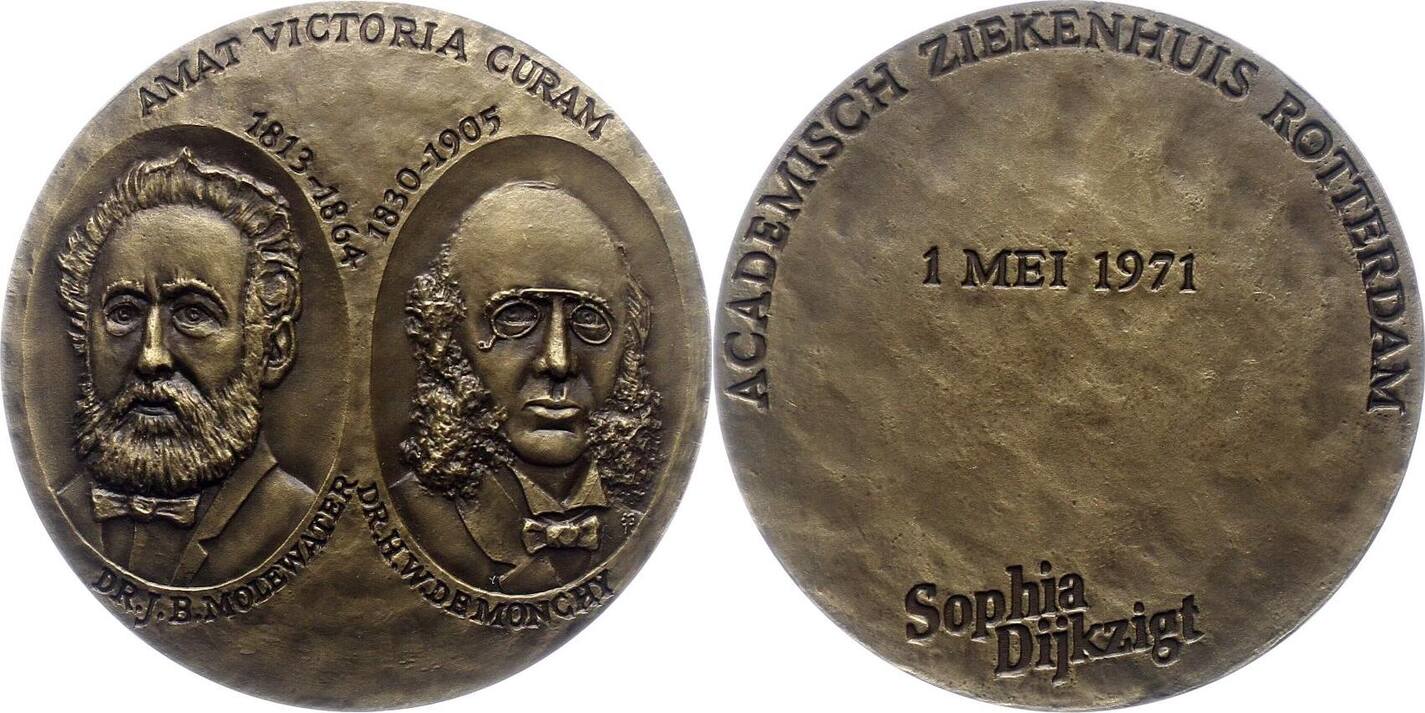 AMAT VICTORIA CURAM
1813-1864
1830-1905
DR. J. B. MOLEWATER
DR. H. W. DE MONCHY
ACADEMISCH ZIEKENHUIS ROTTERDAM
1 MEI 1971
Sophia
Dijkzigt